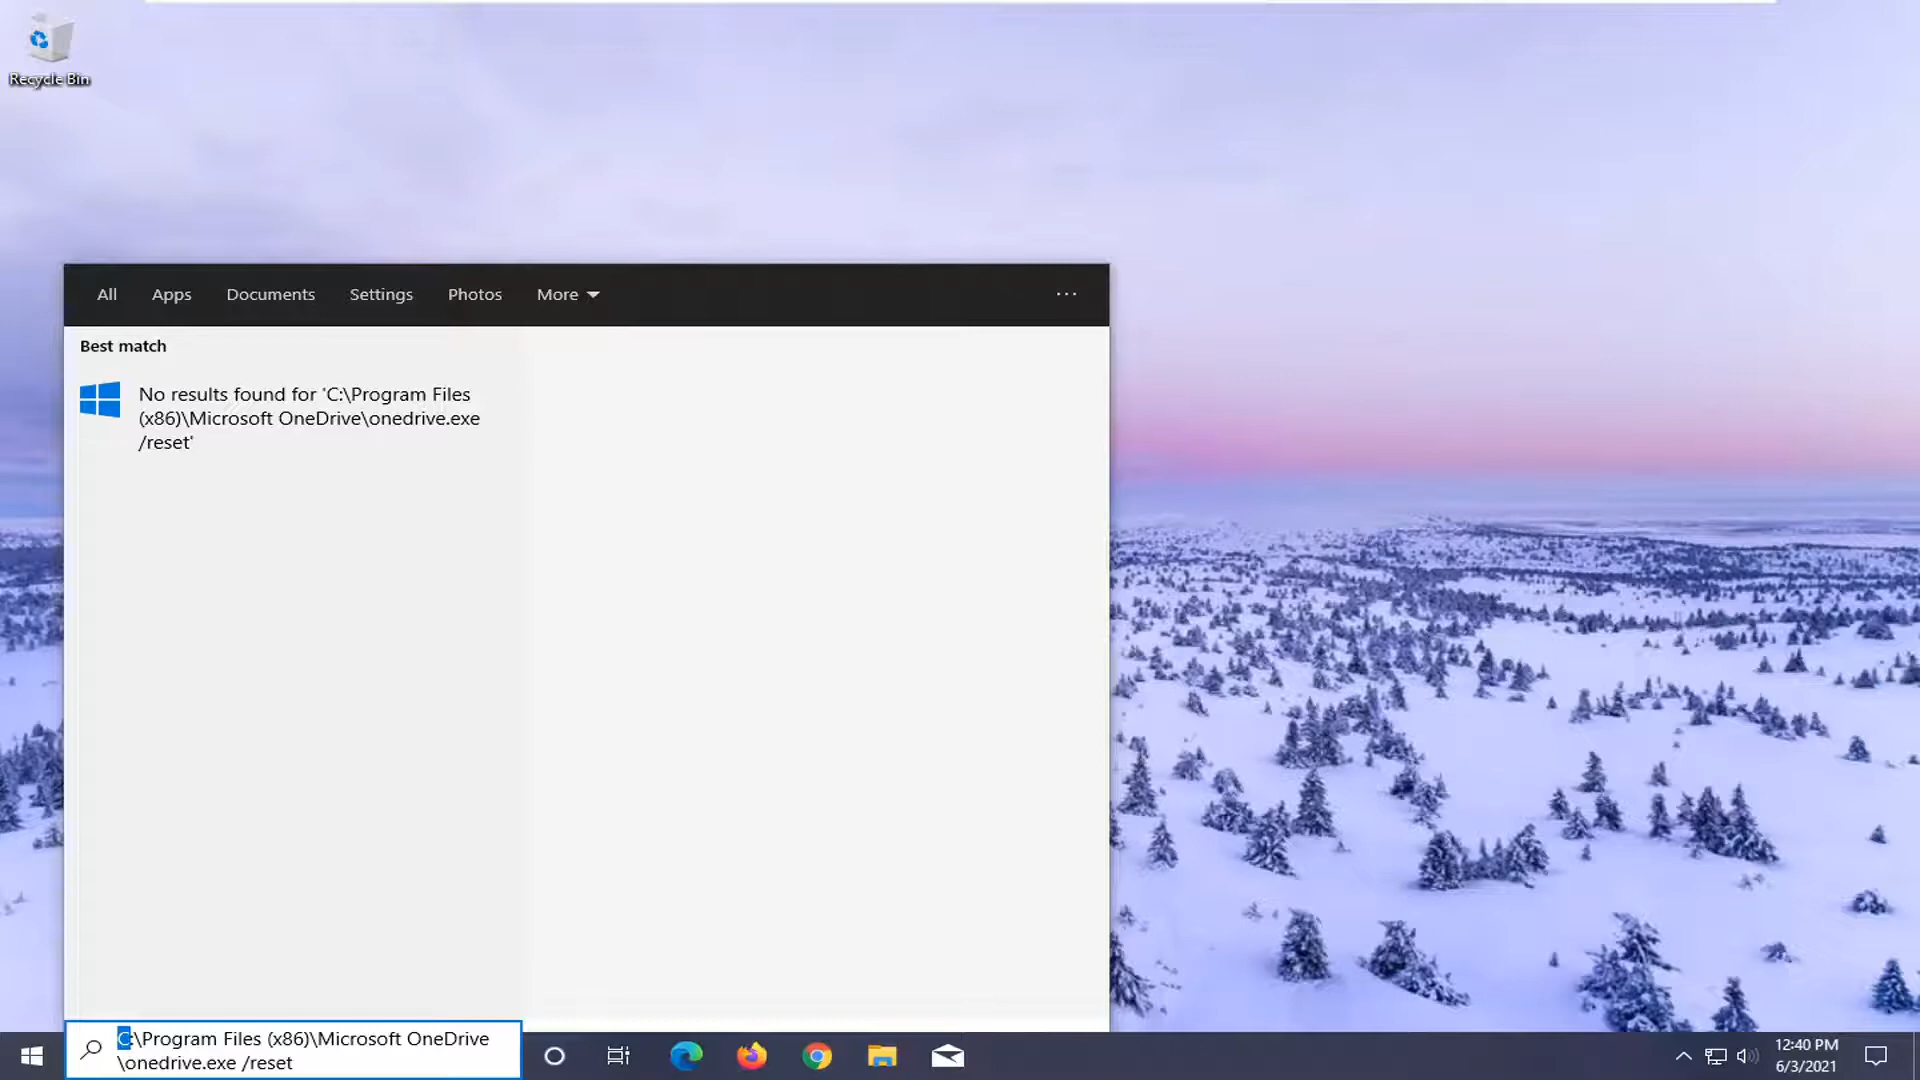 Recycle Bin
All Apps Documents Settings Photos More ...
Best match
No results found for 'C:\Program Files
(x86)\Microsoft OneDrive\onedrive.exe
/reset'
C:\Program Files (x86)\Microsoft OneDrive
\onedrive.exe /reset
12:40 PM
6/3/2021